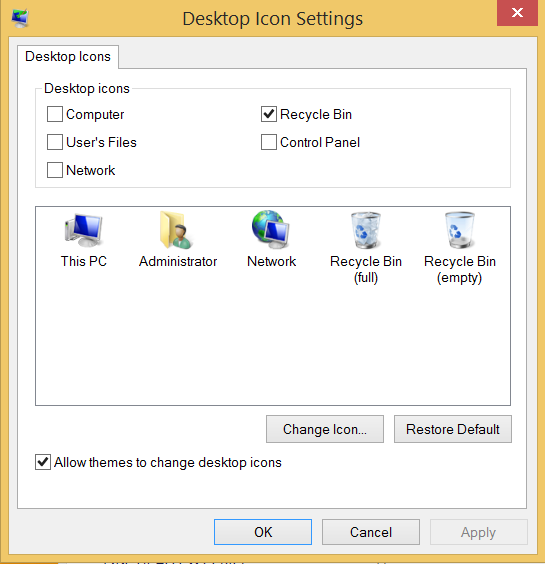 Desktop Icon Settings
Desktop Icons
Desktop icons
Computer
Recycle Bin
User's Files
Control Panel
Network
This PC
Administrator
Network
Recycle Bin (full)
Recycle Bin (empty)
Change Icon...
Restore Default
Allow themes to change desktop icons
OK
Cancel
Apply